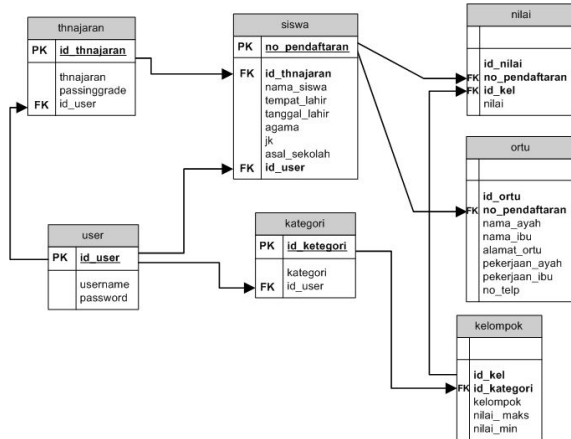 thnajaran
PK id_thnajaran
thnajaran
passinggrade
FK id_user
siswa
PK no_pendaftaran
FK id_thnajaran
nama_siswa
tempat_lahir
tanggal_lahir
agama
jk
asal_sekolah
FK id_user
nilai
id_nilai
FK no_pendaftaran
FK id_kel
nilai
ortu
id_ortu
FK no_pendaftaran
nama_ayah
nama_ibu
alamat_ortu
pekerjaan_ayah
pekerjaan_ibu
no_telp
user
PK id_user
username
password
kategori
PK id_ketegori
kategori
FK id_user
kelompok
id_kel
FK id_kategori
kelompok
nilai_ maks
nilai_min